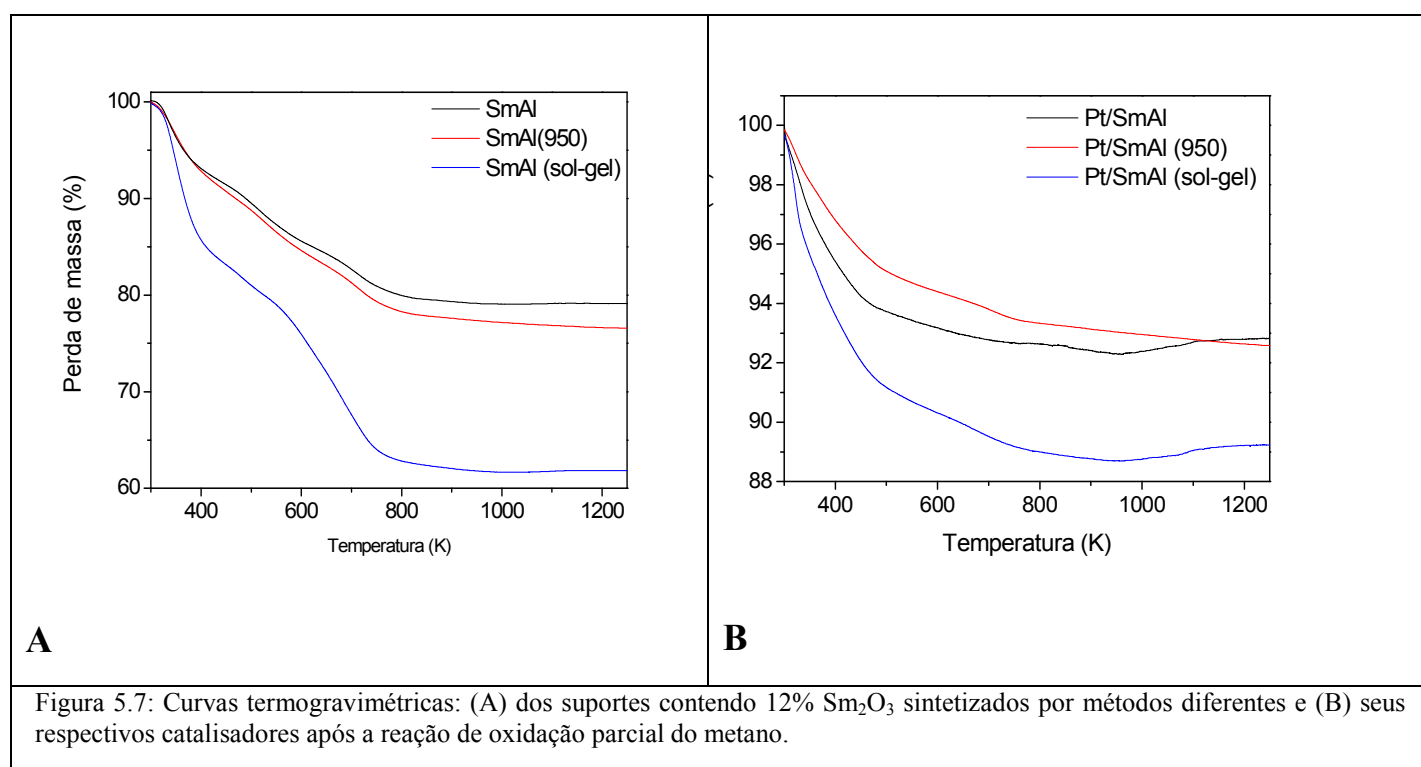 100
90
80
70
60
Perda de massa (%)
SmAl
SmAl(950)
SmAl (sol-gel)
400 600 800 1000 1200
Temperatura (K)
A
100
98
96
94
92
90
88
Pt/SmAl
Pt/SmAl (950)
Pt/SmAl (sol-gel)
400 600 800 1000 1200
Temperatura (K)
B
Figura 5.7: Curvas termogravimétricas: (A) dos suportes contendo 12% Sm₂O₃ sintetizados por métodos diferentes e (B) seus
respectivos catalisadores após a reação de oxidação parcial do metano.